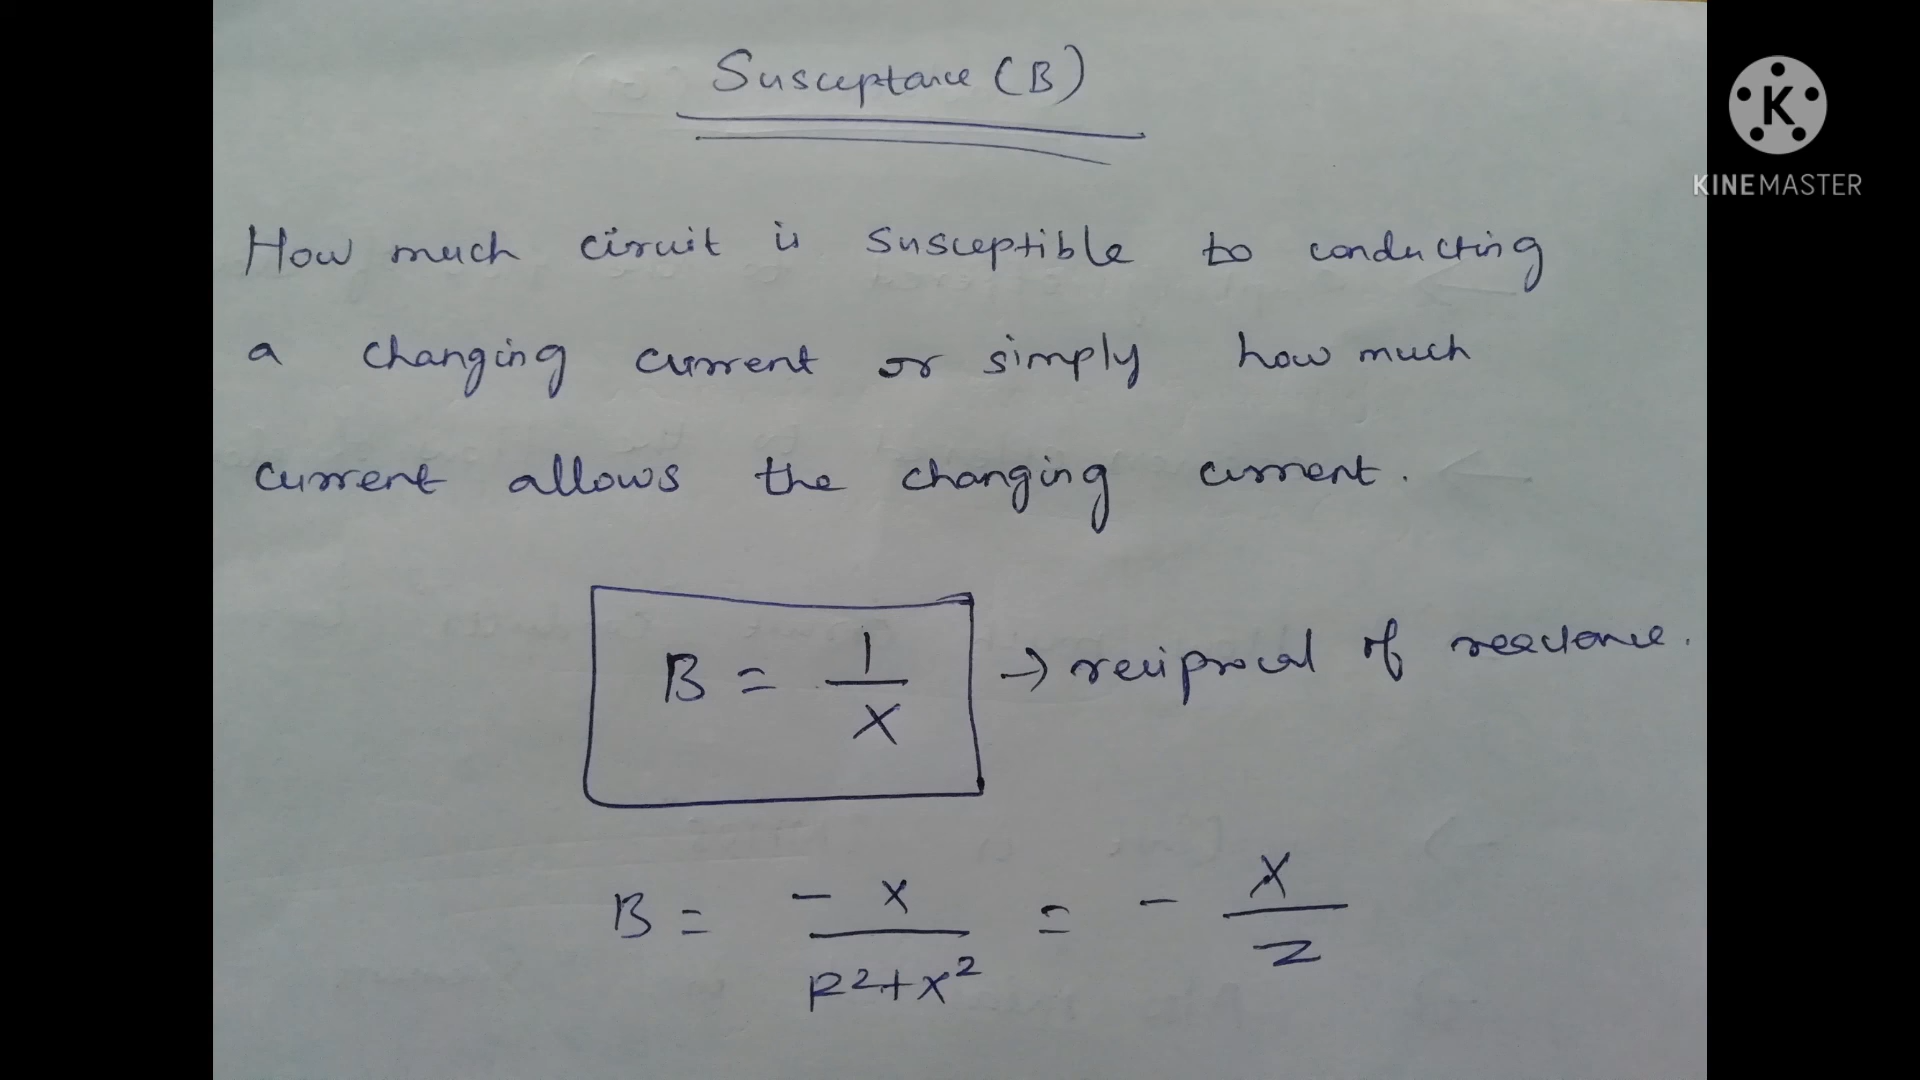 Susceptance (B)
K
KINEMASTER
How much circuit is susceptible to conducting
a changing current or simply how much
current allows the changing current.
B = 1/X → reciprocal of reactance.
B = -X/R²+X² = -X/Z